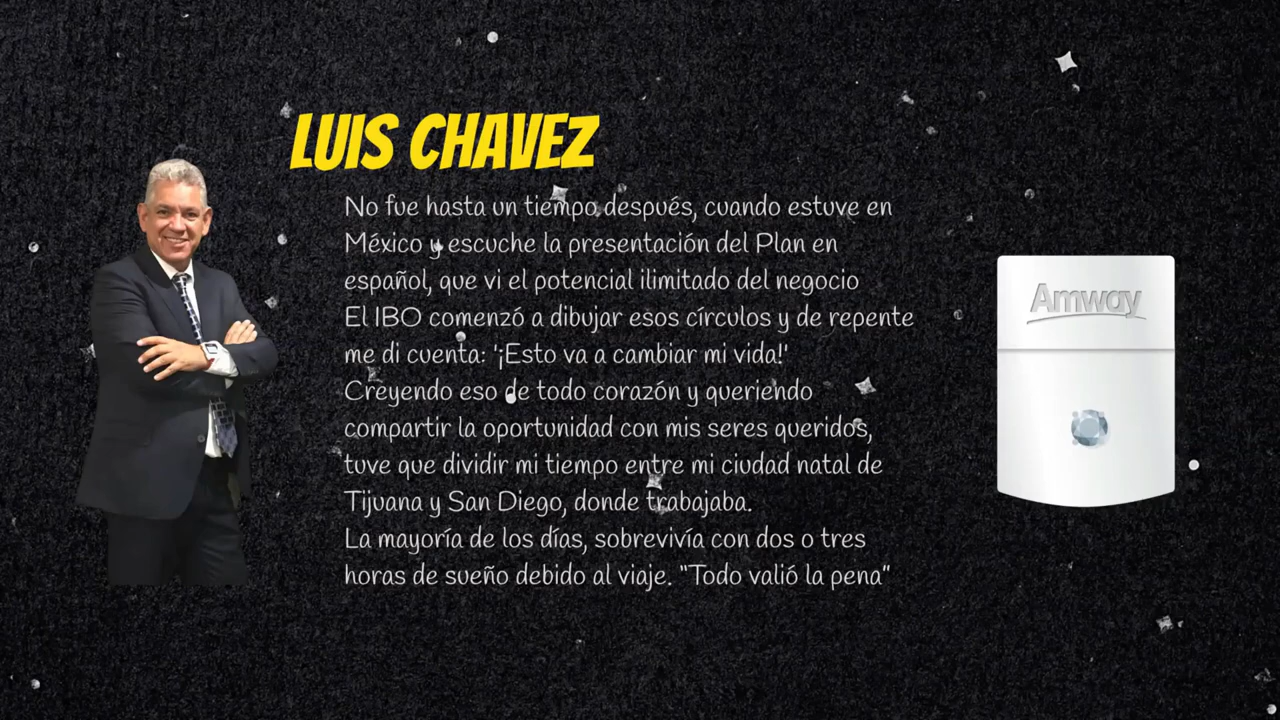 LUIS CHAVEZ
No fue hasta un tiempo después, cuando estuve en
México y escuche la presentación del Plan en
español, que vi el potencial ilimitado del negocio
El IBO comenzó a dibujar esos círculos y de repente
me di cuenta: '¡Esto va a cambiar mi vida!'
Creyendo eso de todo corazón y queriendo
compartir la oportunidad con mis seres queridos,
tuve que dividir mi tiempo entre mi ciudad natal de
Tijuana y San Diego, donde trabajaba.
La mayoría de los días, sobrevivía con dos o tres
horas de sueño debido al viaje. "Todo valió la pena"
Amway